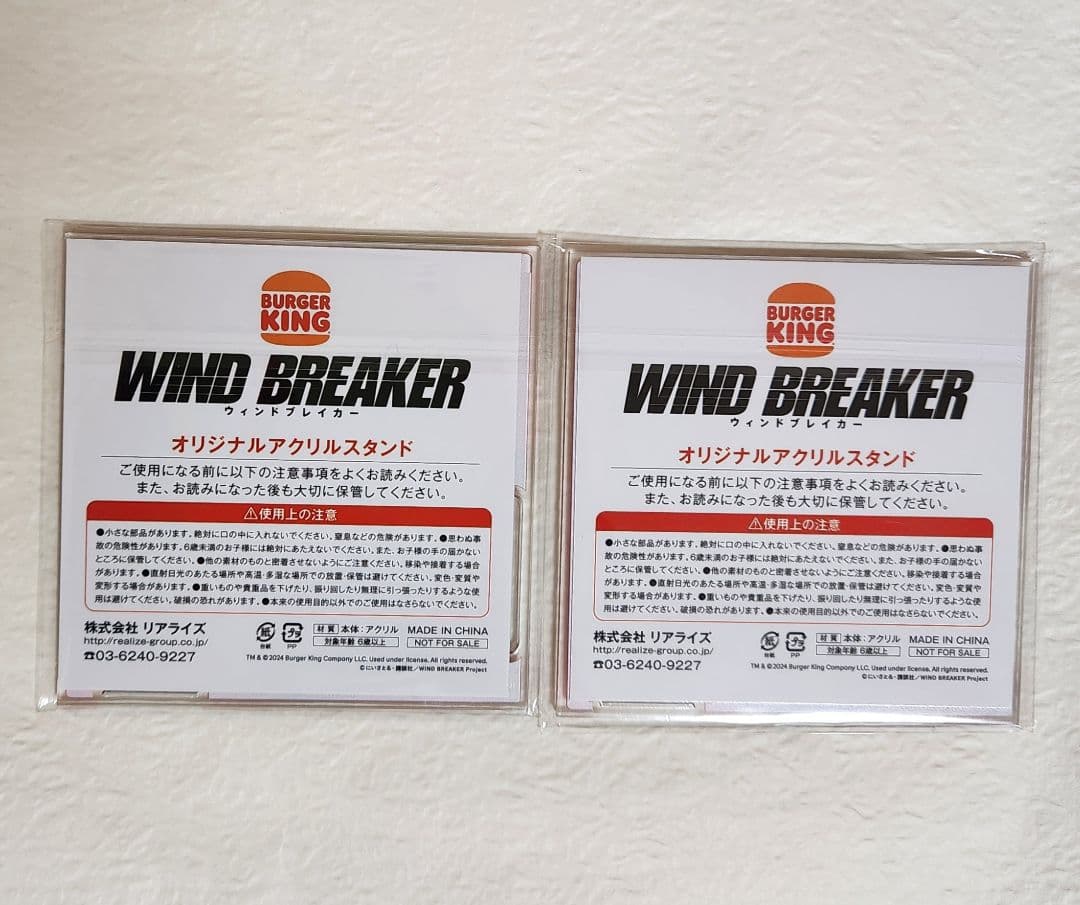 BURGER
KING
WIND BREAKER
ウィンドブレイカー
オリジナルアクリルスタンド
ご使用になる前に以下の注意事項をよくお読みください。
また、お読みになった後も大切に保管してください。
⚠使用上の注意
●小さな部品があります。絶対に口の中に入れないでください。窒息などの危険があります。●思わぬ事
故の危険性があります。6歳未満のお子様には絶対にあたえないでください。また、お子様の手の届かない
ところに保管してください。●他の素材のものと密着させないようにご注意ください。移染や接着する場合
があります。●直射日光のあたる場所や高温・多湿な場所での放置・保管は避けてください。変色・変質や
変形する場合があります。●重いものや貴重品を下げたり、振り回したり無理に引っ張ったりするような使
用は避けてください。破損の恐れがあります。●本来の使用目的以外でのご使用はなさらないでください。
株式会社 リアライズ
http://realize-group.co.jp/
☎03-6240-9227
紙
台紙
プラ
PP
材質 本体：アクリル
対象年齢 6歳以上
MADE IN CHINA
NOT FOR SALE
TM & ©2024 Burger King Company LLC. Used under license. All rights reserved.
©にいさとる・講談社／WIND BREAKER Project
BURGER
KING
WIND BREAKER
ウィンドブレイカー
オリジナルアクリルスタンド
ご使用になる前に以下の注意事項をよくお読みください。
また、お読みになった後も大切に保管してください。
⚠使用上の注意
●小さな部品があります。絶対に口の中に入れないでください。窒息などの危険があります。●思わぬ事
故の危険性があります。6歳未満のお子様には絶対にあたえないでください。また、お子様の手の届かない
ところに保管してください。●他の素材のものと密着させないようにご注意ください。移染や接着する場合
があります。●直射日光のあたる場所や高温・多湿な場所での放置・保管は避けてください。変色・変質や
変形する場合があります。●重いものや貴重品を下げたり、振り回したり無理に引っ張ったりするような使
用は避けてください。破損の恐れがあります。●本来の使用目的以外でのご使用はなさらないでください。
株式会社 リアライズ
http://realize-group.co.jp/
☎03-6240-9227
紙
台紙
プラ
PP
材質 本体：アクリル
対象年齢 6歳以上
MADE IN CHINA
NOT FOR SALE
TM & ©2024 Burger King Company LLC. Used under license. All rights reserved.
©にいさとる・講談社／WIND BREAKER Project